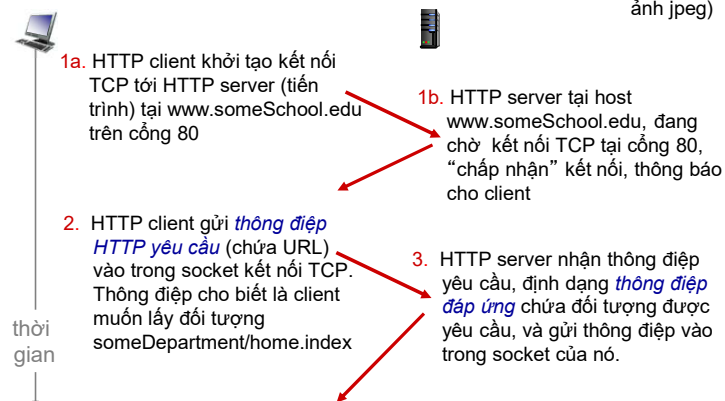 ảnh jpeg)
1a. HTTP client khởi tạo kết nối
TCP tới HTTP server (tiến
trình) tại www.someSchool.edu
trên cổng 80
1b. HTTP server tại host
www.someSchool.edu, đang
chờ kết nối TCP tại cổng 80,
“chấp nhận” kết nối, thông báo
cho client
2. HTTP client gửi thông điệp
HTTP yêu cầu (chứa URL)
vào trong socket kết nối TCP.
Thông điệp cho biết là client
muốn lấy đối tượng
someDepartment/home.index
3. HTTP server nhận thông điệp
yêu cầu, định dạng thông điệp
đáp ứng chứa đối tượng được
yêu cầu, và gửi thông điệp vào
trong socket của nó.
thời
gian